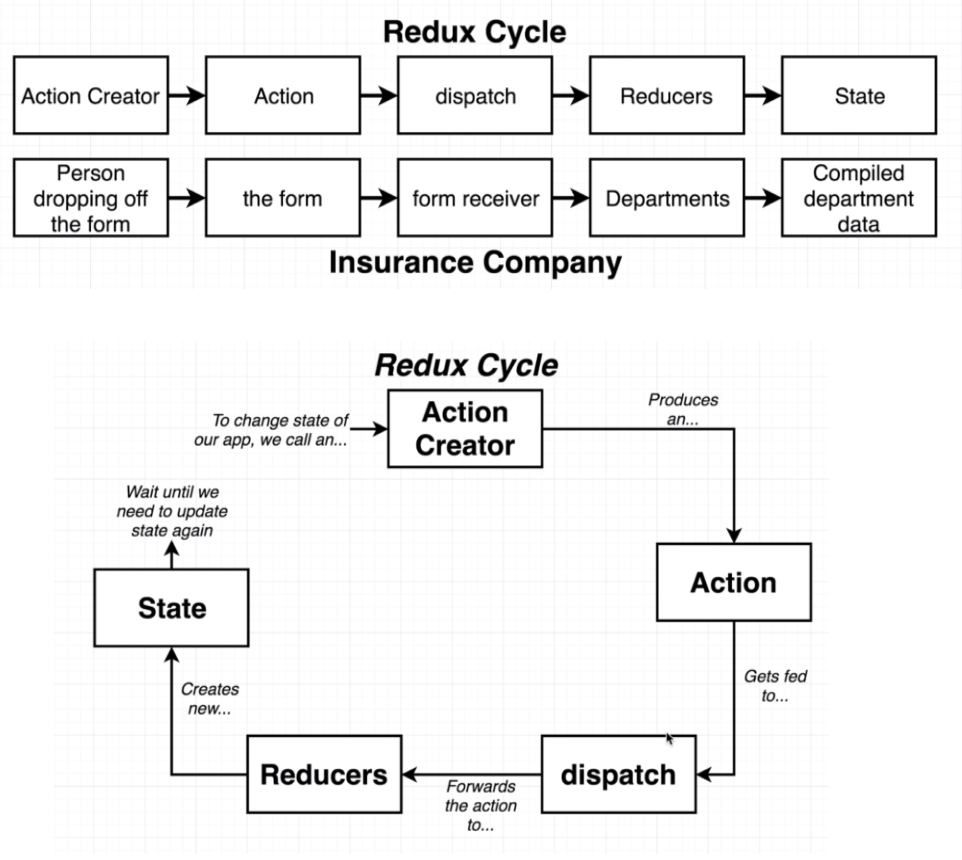 Redux Cycle
Action Creator
Action
dispatch
Reducers
State
Person
dropping off
the form
the form
form receiver
Departments
Compiled
department
data
Insurance Company
Redux Cycle
To change state of
our app, we call an...
Action
Creator
Produces
an...
Wait until we
need to update
state again
Action
State
Gets fed
to...
Creates
new...
Reducers
dispatch
Forwards
the action
to...